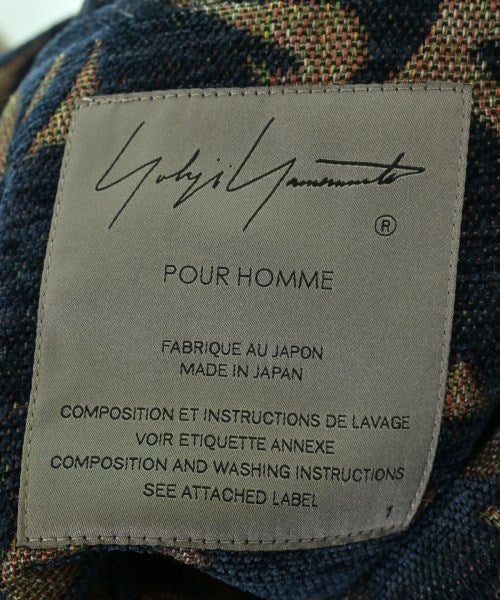 Yohji Yamamoto
®
POUR HOMME
FABRIQUE AU JAPON
MADE IN JAPAN
COMPOSITION ET INSTRUCTIONS DE LAVAGE
VOIR ETIQUETTE ANNEXE
COMPOSITION AND WASHING INSTRUCTIONS
SEE ATTACHED LABEL
1